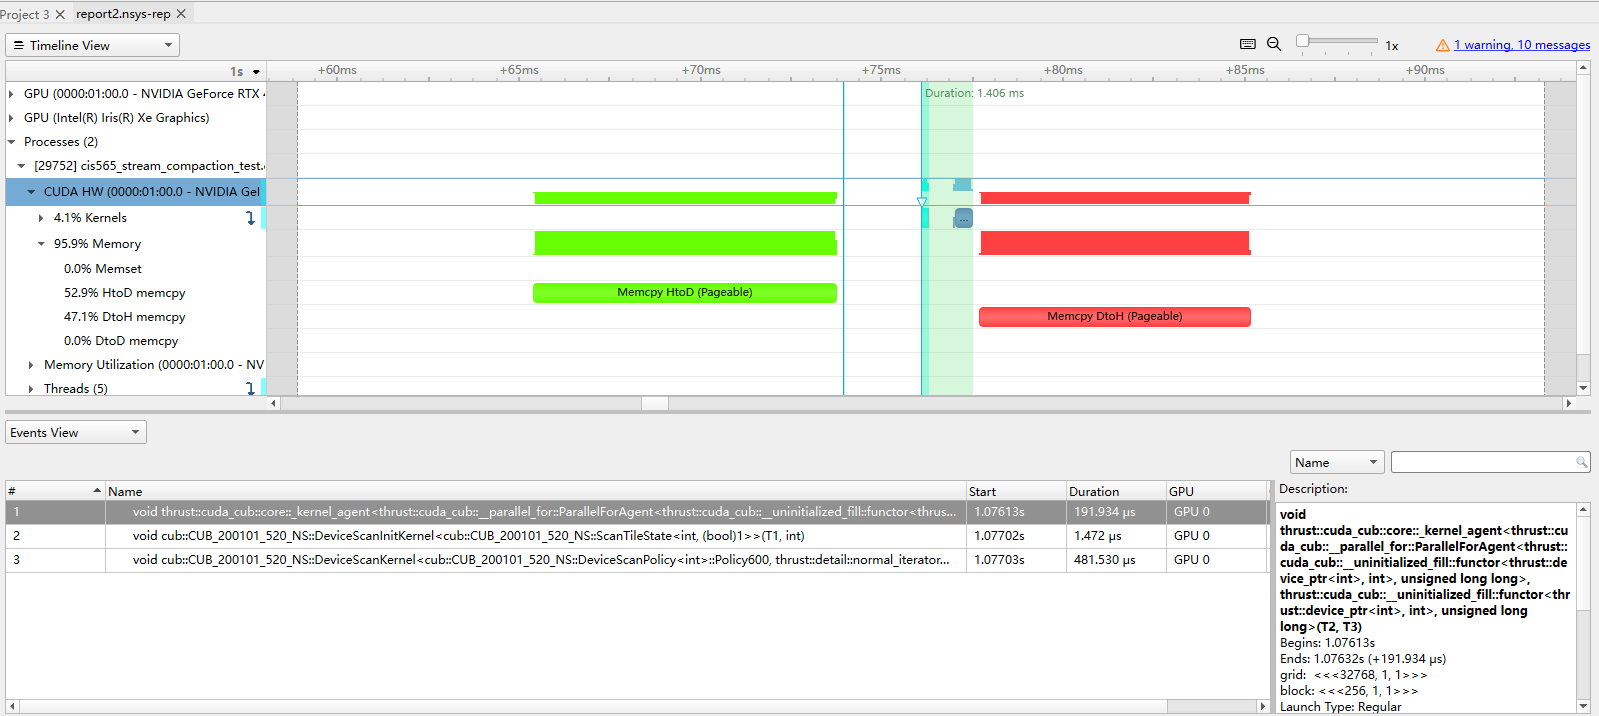 Project 3
report2.nsys-rep
Timeline View
1x
1 warning, 10 messages
1s
+60ms +65ms +70ms +75ms +80ms +85ms +90ms
GPU (0000:01:00.0 - NVIDIA GeForce RTX
Duration: 1.406 ms
GPU (Intel(R) Iris(R) Xe Graphics)
Processes (2)
[29752] cis565_stream_compaction_test.
CUDA HW (0000:01:00.0 - NVIDIA Gel
4.1% Kernels
...
95.9% Memory
0.0% Memset
52.9% HtoD memcpy
Memcpy HtoD (Pageable)
47.1% DtoH memcpy
Memcpy DtoH (Pageable)
0.0% DtoD memcpy
Memory Utilization (0000:01:00.0 - NV
Threads (5)
Events View
Name
# Name Start Duration GPU
1 void thrust::cuda_cub::core::_kernel_agent<thrust::cuda_cub::__parallel_for::ParallelForAgent<thrust::cuda_cub::__uninitialized_fill::functor<thrus... 1.07613s 191.934 μs GPU 0
2 void cub::CUB_200101_520_NS::DeviceScanInitKernel<cub::CUB_200101_520_NS::ScanTileState<int, (bool)1>>(T1, int) 1.07702s 1.472 μs GPU 0
3 void cub::CUB_200101_520_NS::DeviceScanKernel<cub::CUB_200101_520_NS::DeviceScanPolicy<int>::Policy600, thrust::detail::normal_iterator... 1.07703s 481.530 μs GPU 0
Description:
void
thrust::cuda_cub::core::_kernel_agent<thrust::cu
da_cub::__parallel_for::ParallelForAgent<thrust::
cuda_cub::__uninitialized_fill::functor<thrust::de
vice_ptr<int>, int>, unsigned long long>,
thrust::cuda_cub::__uninitialized_fill::functor<thr
ust::device_ptr<int>, int>, unsigned long
long>(T2, T3)
Begins: 1.07613s
Ends: 1.07632s (+191.934 μs)
grid: <<<32768, 1, 1>>>
block: <<<256, 1, 1>>>
Launch Type: Regular